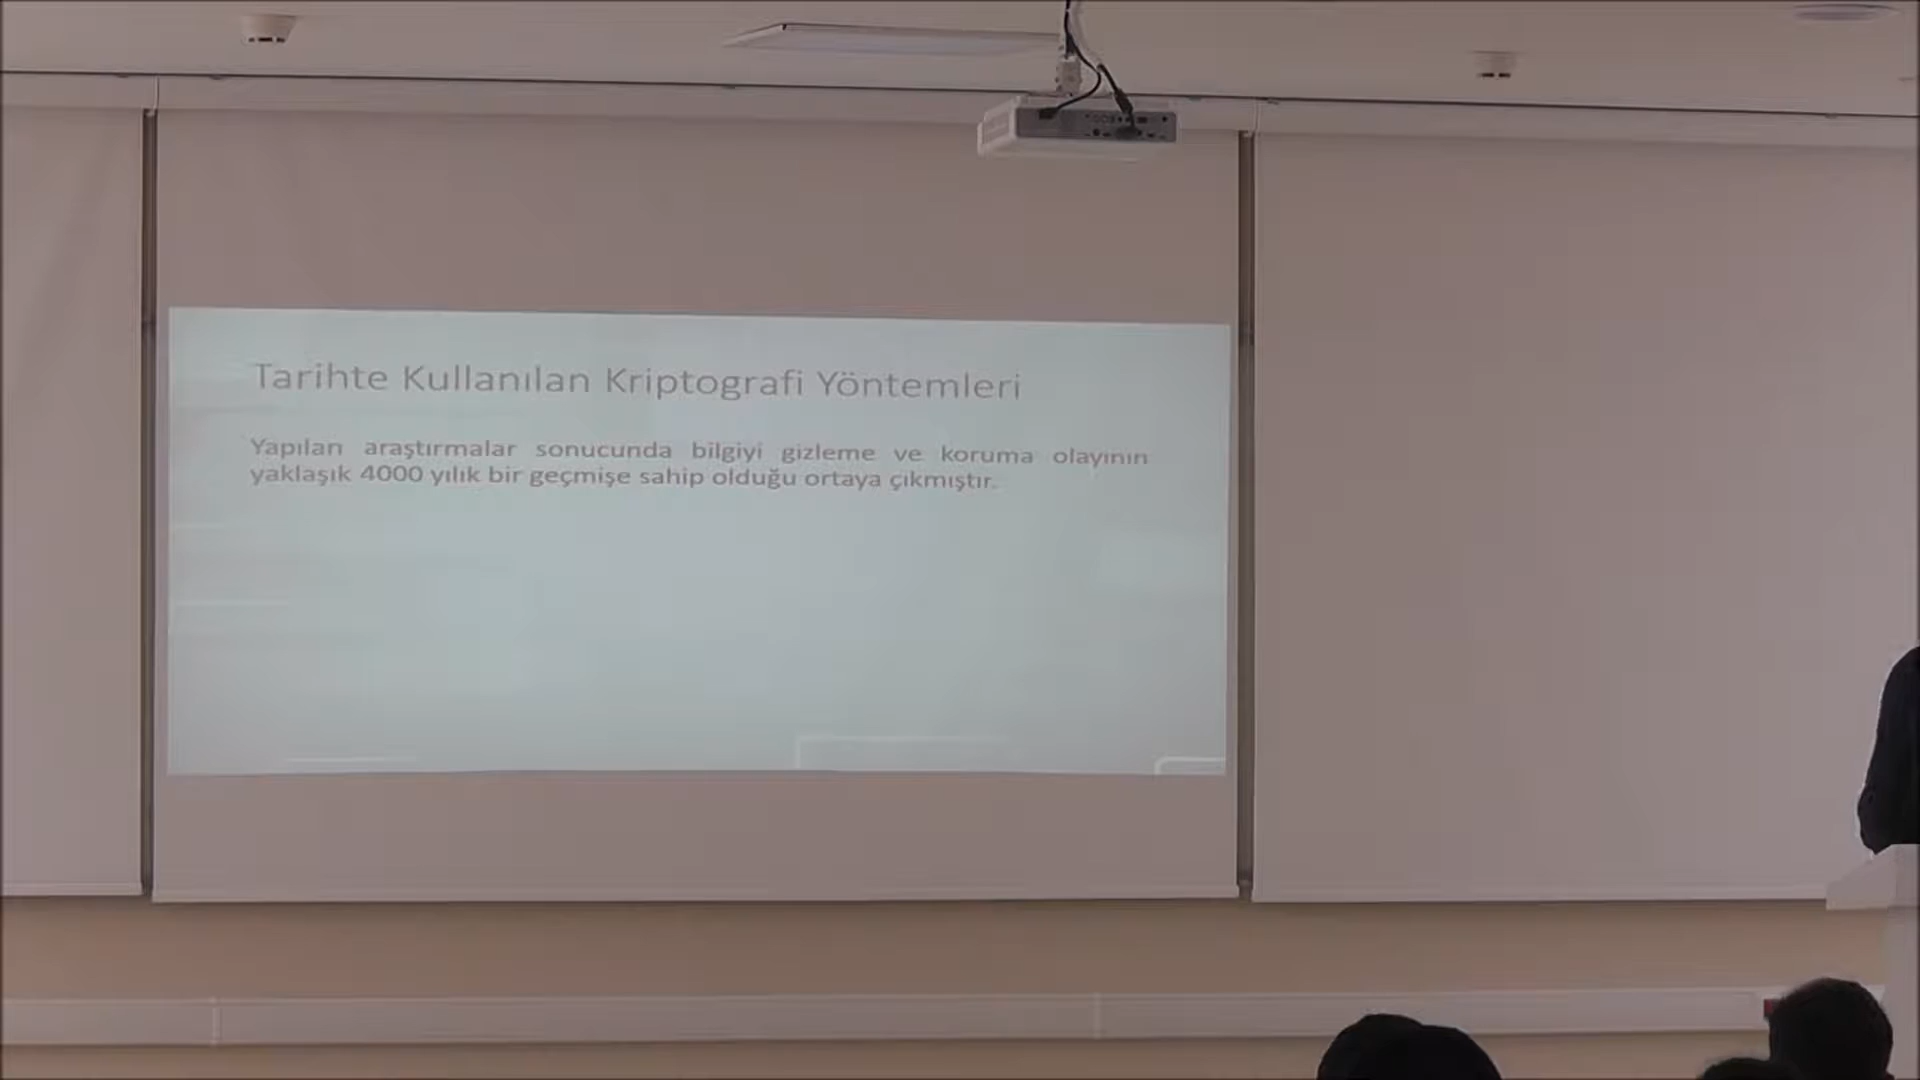 Tarihte Kullanılan Kriptografi Yöntemleri
Yapılan araştırmalar sonucunda bilgiyi gizleme ve koruma olayının
yaklaşık 4000 yılık bir geçmişe sahip olduğu ortaya çıkmıştır.